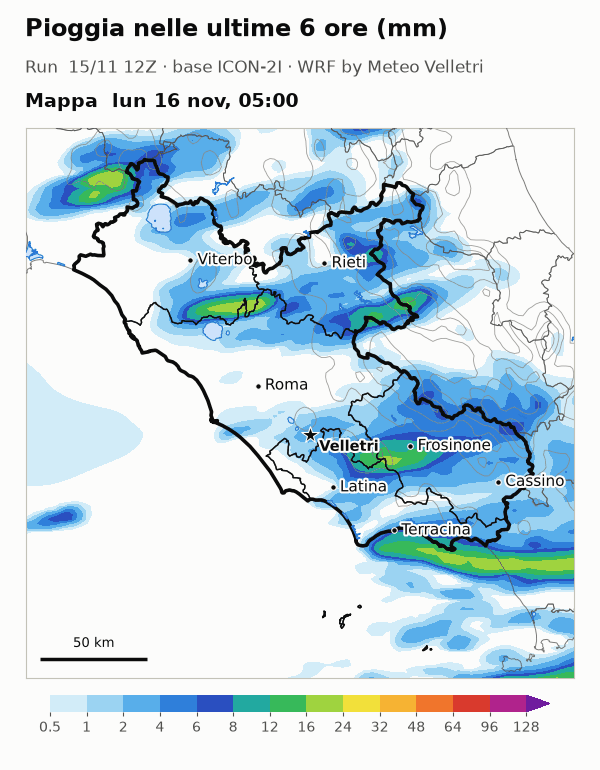 Pioggia nelle ultime 6 ore (mm)
Run 15/11 12Z · base ICON-2I · WRF by Meteo Velletri
Mappa lun 16 nov, 05:00
Viterbo
Rieti
Roma
Velletri
Frosinone
Latina
Cassino
Terracina
50 km
0.5 1 2 4 6 8 12 16 24 32 48 64 96 128